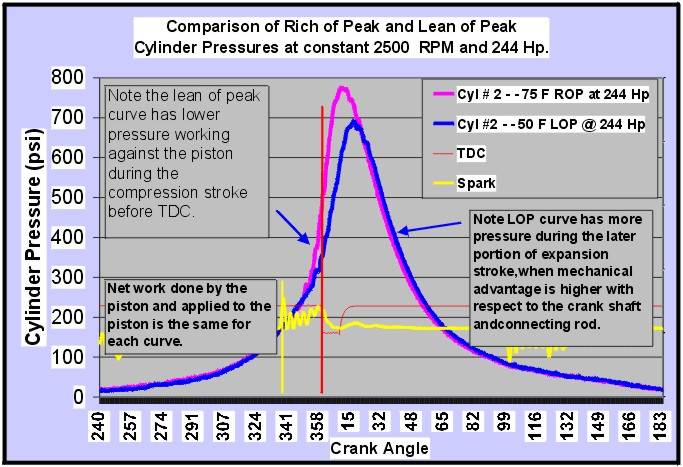 Comparison of Rich of Peak and Lean of Peak
Cylinder Pressures at constant 2500 RPM and 244 Hp.
Cylinder Pressure (psi)
800
700
600
500
400
300
200
100
0
Note the lean of peak
curve has lower
pressure working
against the piston
during the
compression stroke
before TDC.
Cyl # 2 - -75 F ROP at 244 Hp
Cyl #2 - -50 F LOP @ 244 Hp
TDC
Spark
Note LOP curve has more
pressure during the later
portion of expansion
stroke,when mechanical
advantage is higher with
respect to the crank shaft
andconnecting rod.
Net work done by the
piston and applied to the
piston is the same for
each curve.
240 257 274 291 307 324 341 358 15 32 48 65 82 99 116 132 149 166 183
Crank Angle